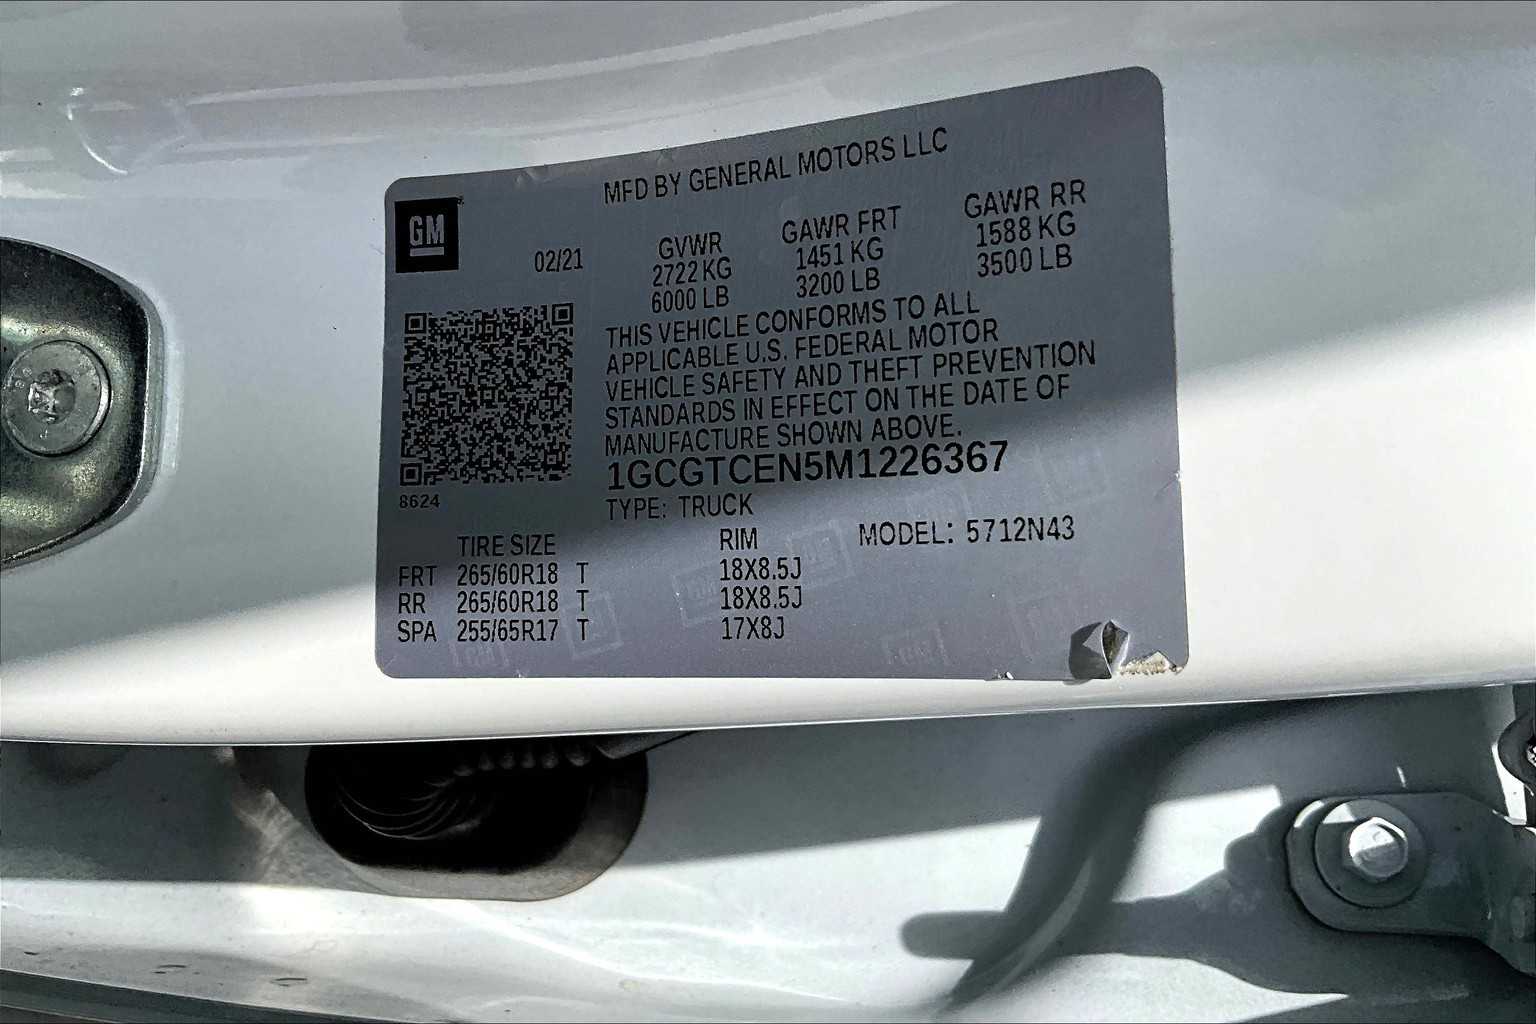 MFD BY GENERAL MOTORS LLC
GM
02/21
GVWR
2722 KG
6000 LB
GAWR FRT
1451 KG
3200 LB
GAWR RR
1588 KG
3500 LB
THIS VEHICLE CONFORMS TO ALL
APPLICABLE U.S. FEDERAL MOTOR
VEHICLE SAFETY AND THEFT PREVENTION
STANDARDS IN EFFECT ON THE DATE OF
MANUFACTURE SHOWN ABOVE.
1GCGTCEN5M1226367
8624
TYPE: TRUCK
MODEL: 5712N43
TIRE SIZE RIM
FRT 265/60R18 T 18X8.5J
RR 265/60R18 T 18X8.5J
SPA 255/65R17 T 17X8J